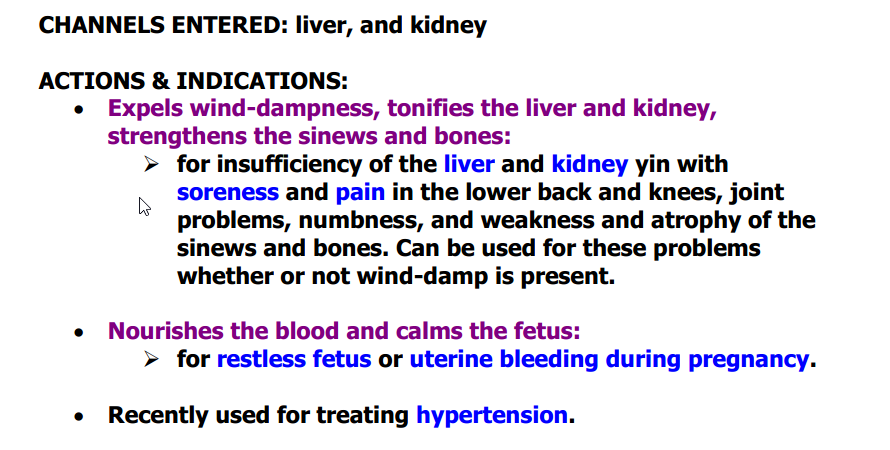 CHANNELS ENTERED: liver, and kidney
ACTIONS & INDICATIONS:
• Expels wind-dampness, tonifies the liver and kidney,
strengthens the sinews and bones:
➢ for insufficiency of the liver and kidney yin with
soreness and pain in the lower back and knees, joint
problems, numbness, and weakness and atrophy of the
sinews and bones. Can be used for these problems
whether or not wind-damp is present.
• Nourishes the blood and calms the fetus:
➢ for restless fetus or uterine bleeding during pregnancy.
• Recently used for treating hypertension.